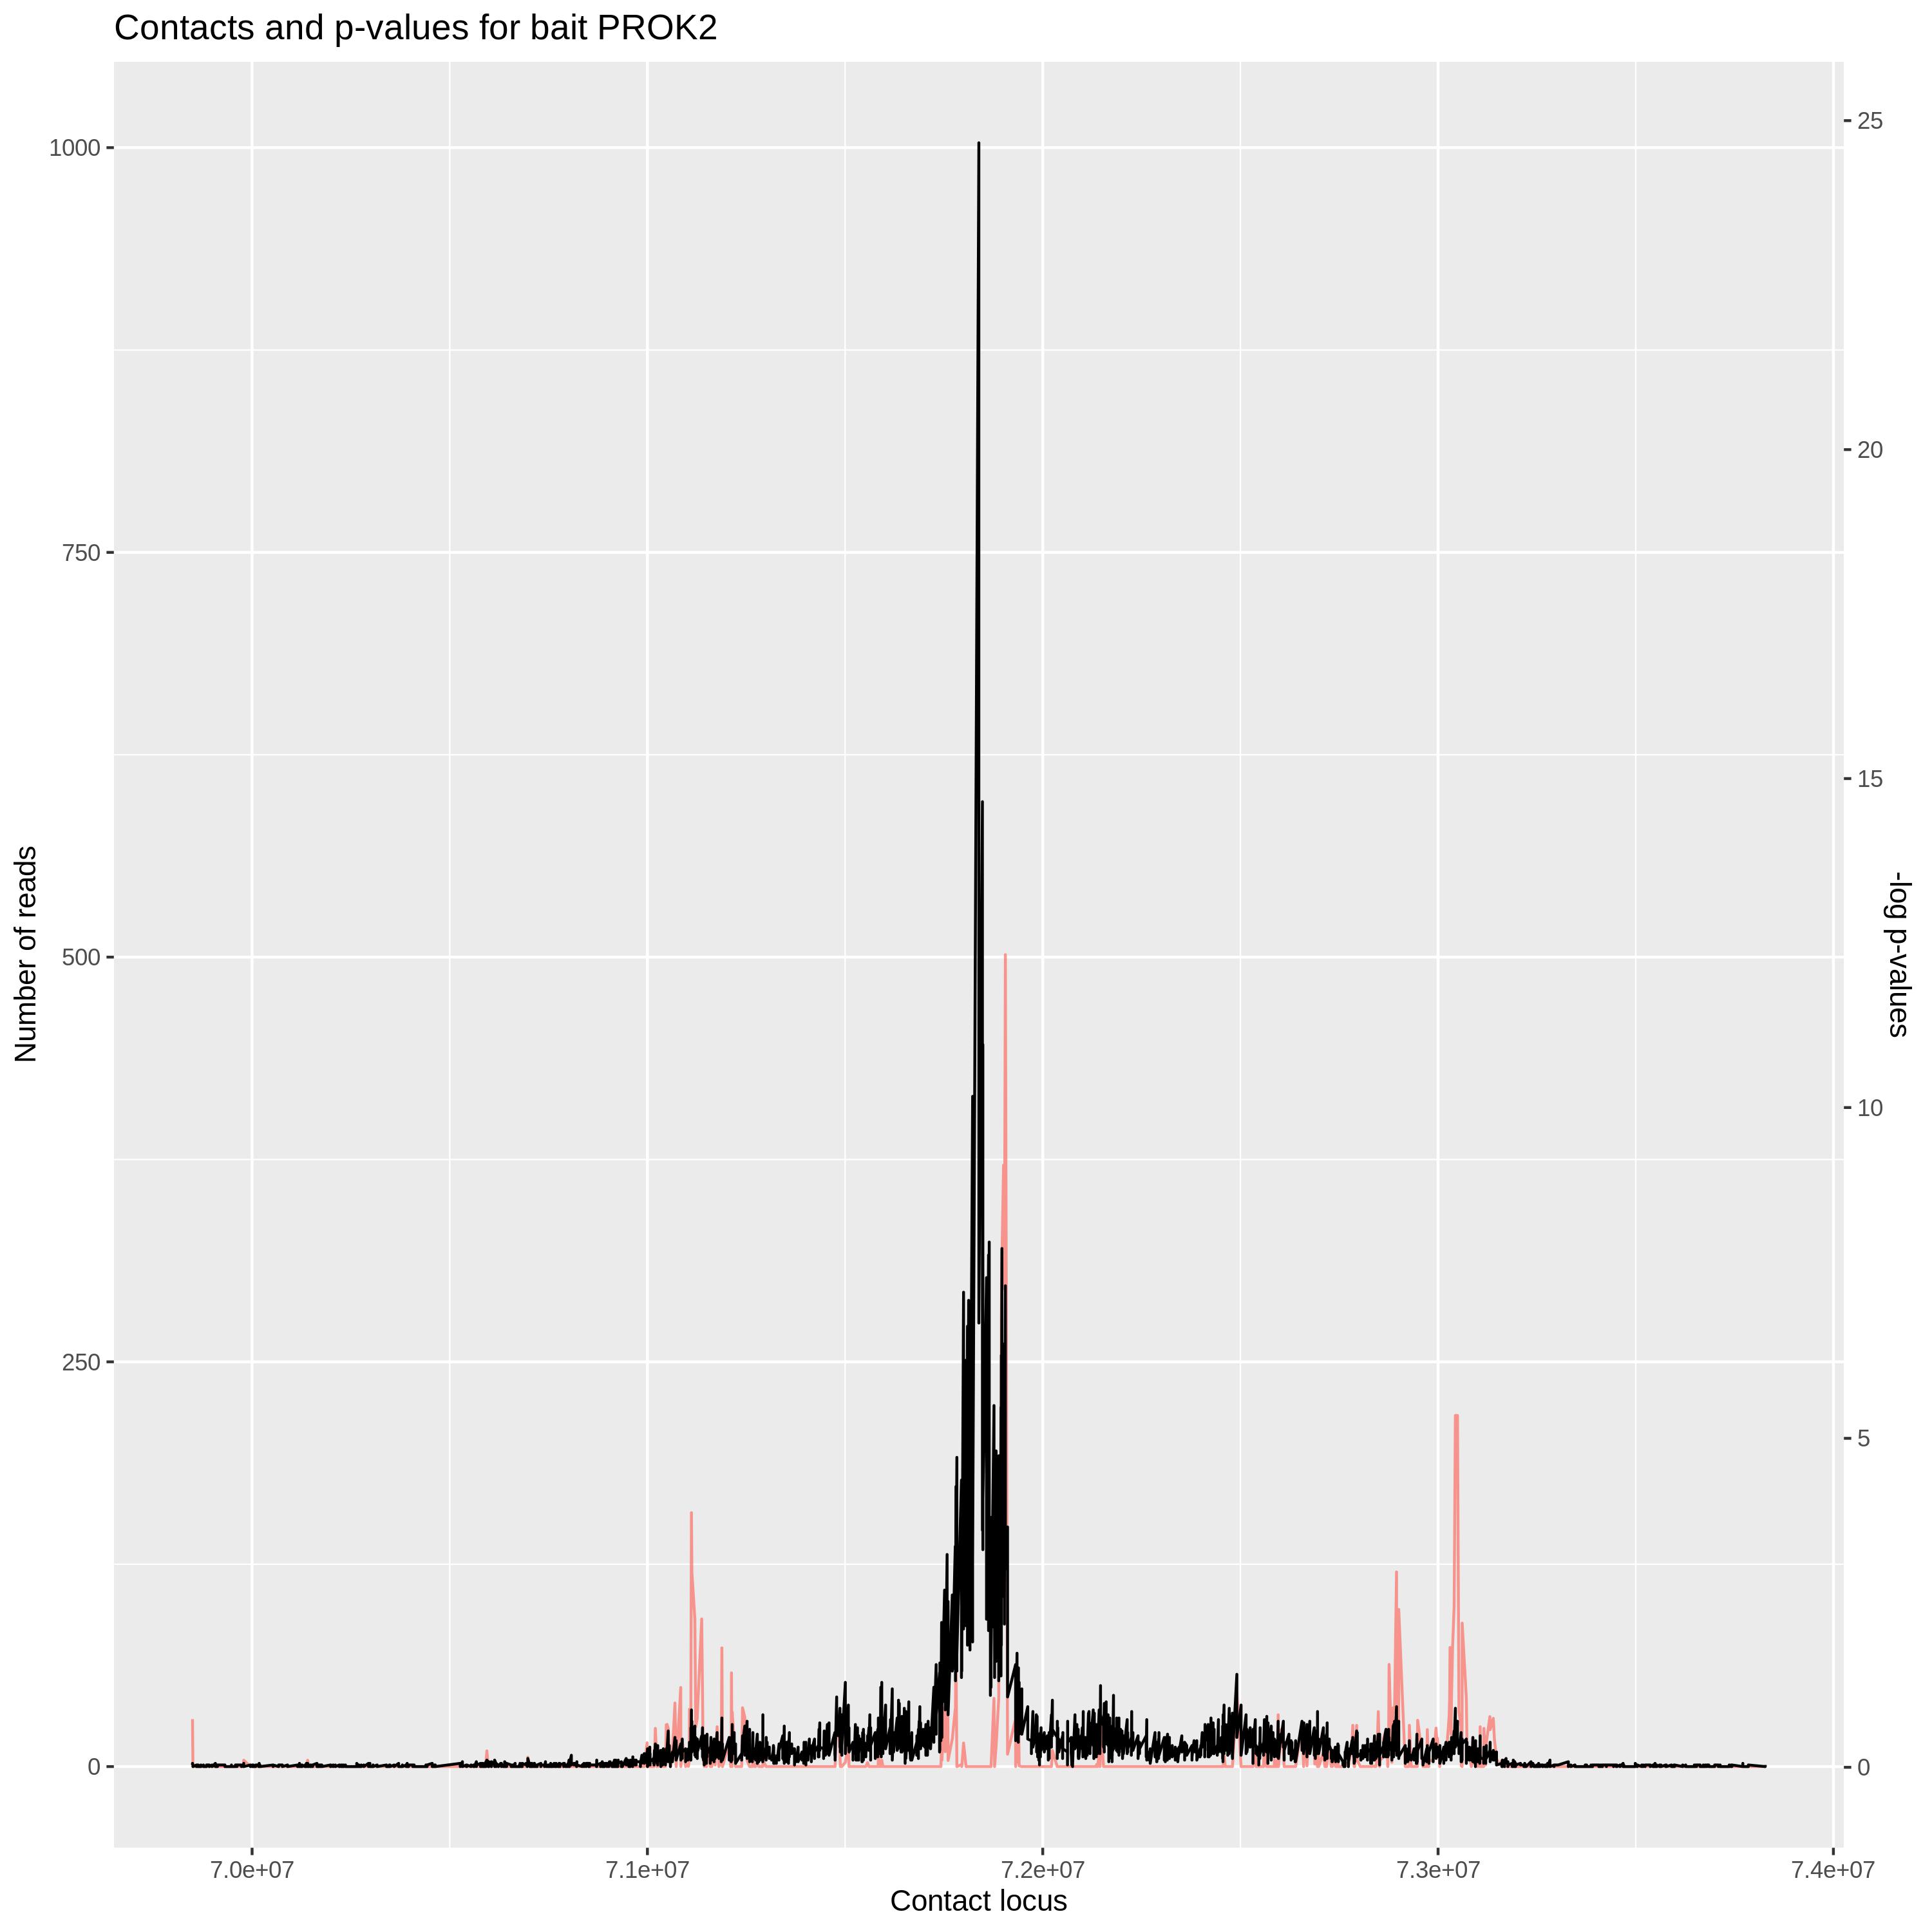 Contacts and p-values for bait PROK2
1000
750
500
250
0
Number of reads
25
20
15
10
5
0
-log p-values
7.0e+07
7.1e+07
7.2e+07
7.3e+07
7.4e+07
Contact locus